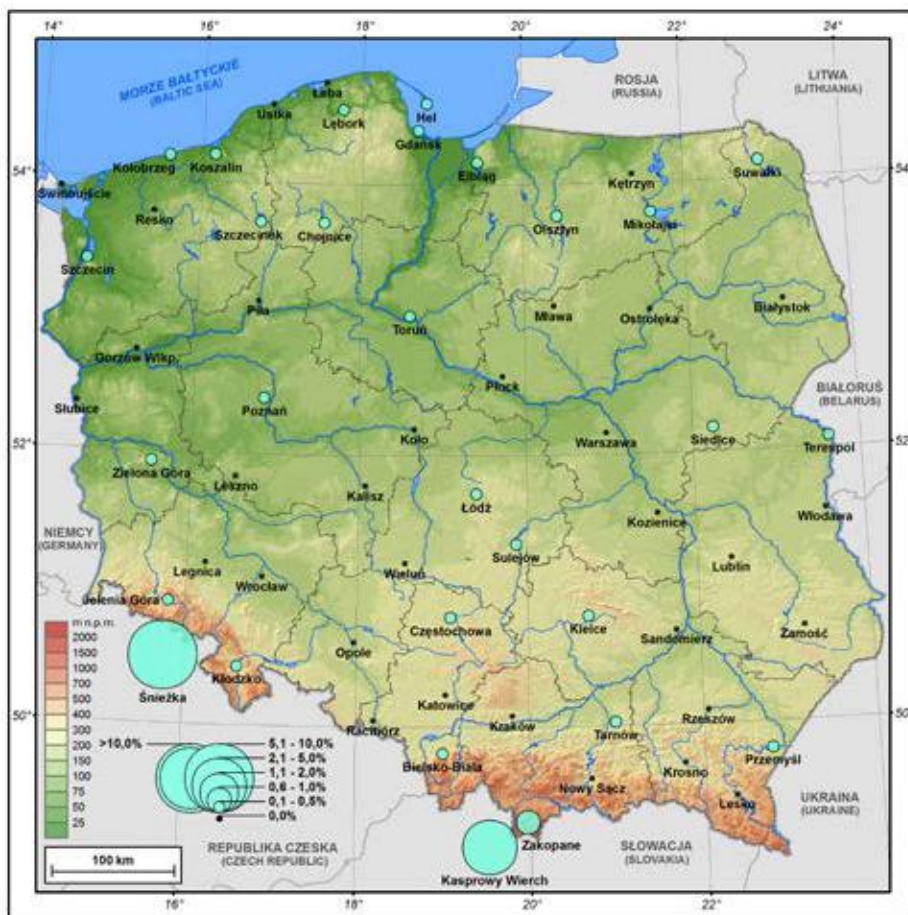 14°
16°
18°
20°
22°
24°
MORZE BAŁTYCKIE
(BALTIC SEA)
ROSJA
(RUSSIA)
LITWA
(LITHUANIA)
Łeba
Ustka
Lębork
Hel
Gdańsk
Kołobrzeg
Koszalin
54°
54°
Elbląg
Suwałki
Kętrzyn
Świnoujście
Resko
Szczecinek
Chojnice
Olsztyn
Mikołajki
Szczecin
Piła
Toruń
Mława
Ostrołęka
Białystok
Gorzów Wlkp.
Płock
BIAŁORUŚ
(BELARUS)
Słubice
Poznań
Koło
Warszawa
Siedlce
Terespol
52°
52°
Zielona Góra
Leszno
Kalisz
Łódź
Kozienice
Włodawa
NIEMCY
(GERMANY)
Sulejów
Legnica
Wrocław
Wieluń
Lublin
Jelenia Góra
Częstochowa
Kielce
Sandomierz
Zamość
m n.p.m.
2000
1500
1000
700
500
400
300
200
150
100
75
50
25
Opole
Kłodzko
Śnieżka
Katowice
Rzeszów
50°
50°
Racibórz
Kraków
Tarnów
Przemyśl
>10,0%
5,1 - 10,0%
2,1 - 5,0%
1,1 - 2,0%
0,6 - 1,0%
0,1 - 0,5%
0,0%
Bielsko-Biała
Nowy Sącz
Krosno
Lesko
UKRAINA
(UKRAINE)
100 km
REPUBLIKA CZESKA
(CZECH REPUBLIC)
Zakopane
SŁOWACJA
(SLOVAKIA)
Kasprowy Wierch
16°
18°
20°
22°